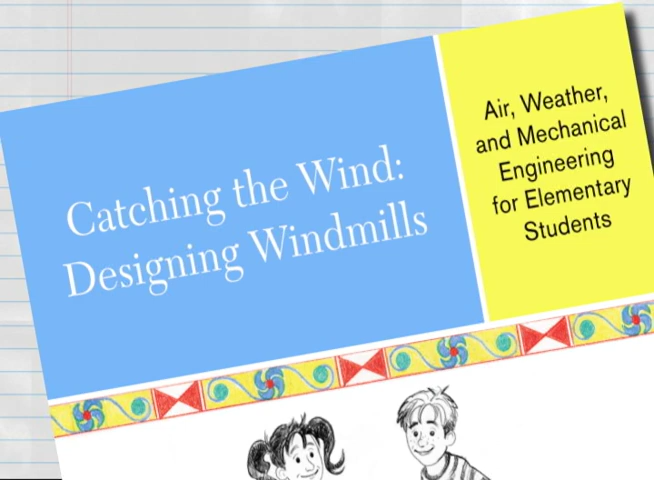 Catching the Wind:
Designing Windmills
Air, Weather,
and Mechanical
Engineering
for Elementary
Students